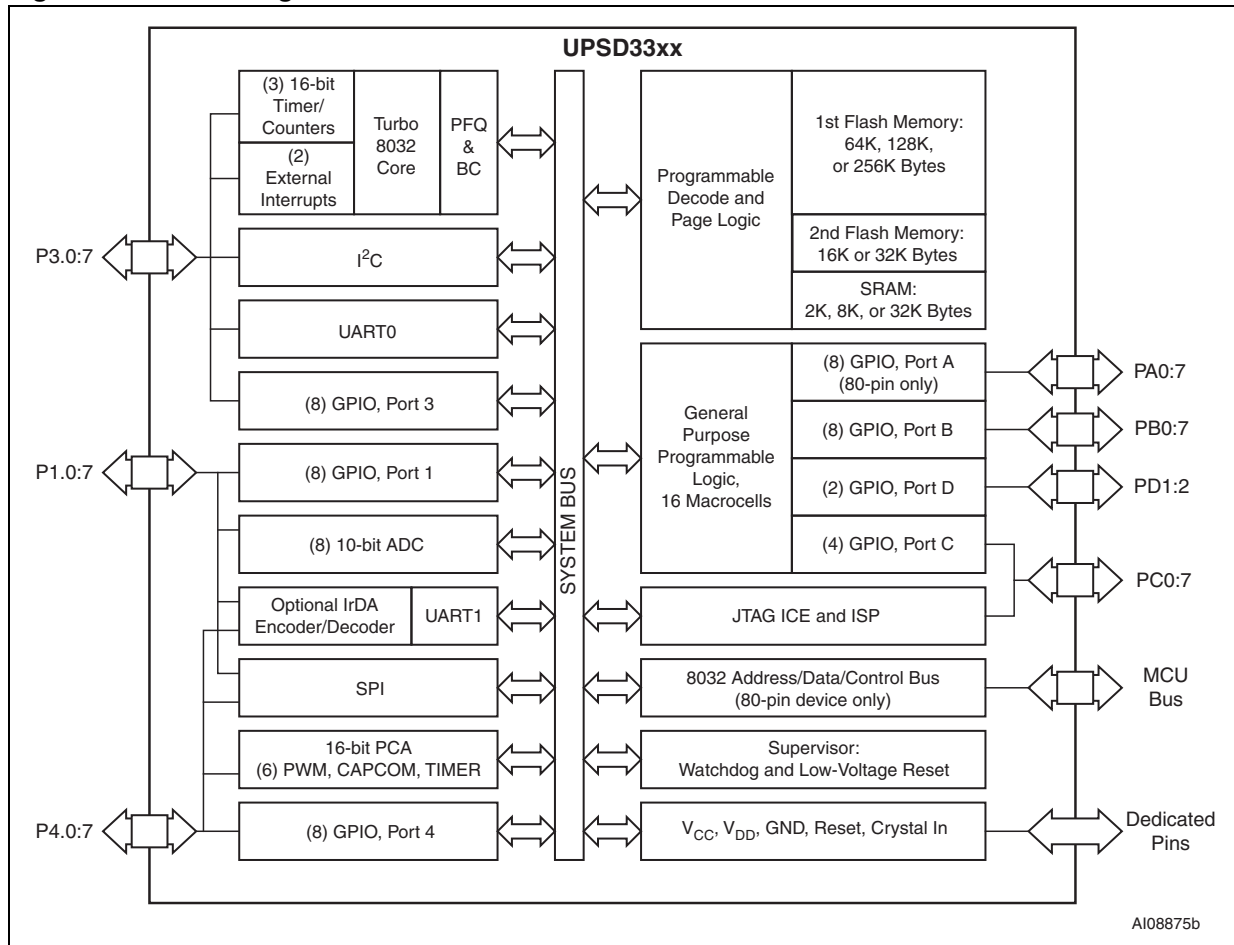 UPSD33xx
(3) 16-bit
Timer/
Counters
(2)
External
Interrupts
Turbo
8032
Core
PFQ
&
BC
P3.0:7
I²C
UART0
(8) GPIO, Port 3
P1.0:7
(8) GPIO, Port 1
(8) 10-bit ADC
Optional IrDA
Encoder/Decoder
UART1
SPI
16-bit PCA
(6) PWM, CAPCOM, TIMER
P4.0:7
(8) GPIO, Port 4
SYSTEM BUS
Programmable
Decode and
Page Logic
1st Flash Memory:
64K, 128K,
or 256K Bytes
2nd Flash Memory:
16K or 32K Bytes
SRAM:
2K, 8K, or 32K Bytes
General
Purpose
Programmable
Logic,
16 Macrocells
(8) GPIO, Port A
(80-pin only)
PA0:7
(8) GPIO, Port B
PB0:7
(2) GPIO, Port D
PD1:2
(4) GPIO, Port C
PC0:7
JTAG ICE and ISP
8032 Address/Data/Control Bus
(80-pin device only)
MCU
Bus
Supervisor:
Watchdog and Low-Voltage Reset
VCC, VDD, GND, Reset, Crystal In
Dedicated
Pins
AI08875b